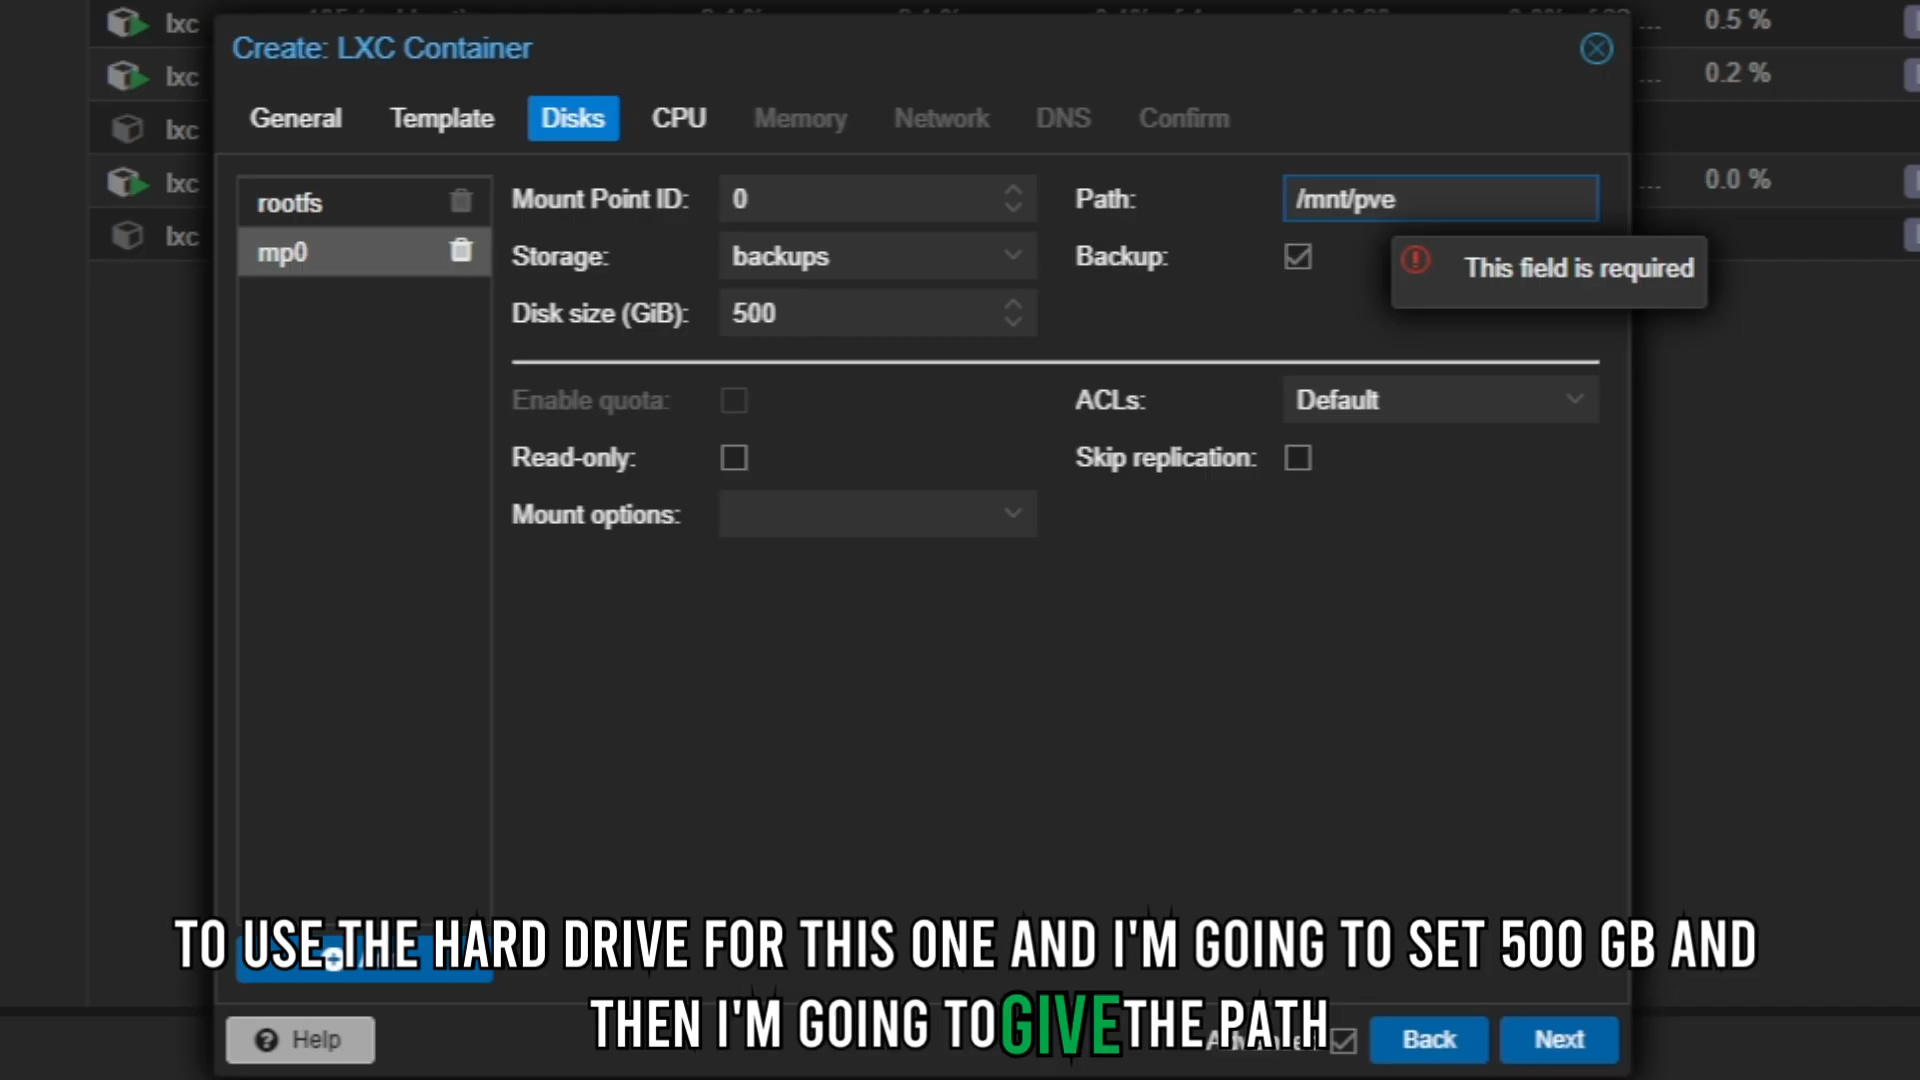 lxc
0.5 %
Create: LXC Container
lxc
0.2 %
General Template Disks CPU Memory Network DNS Confirm
lxc
lxc
0.0 %
rootfs
Mount Point ID: 0
Path: /mnt/pve
lxc
mp0
Storage: backups
Backup:
This field is required
Disk size (GiB): 500
Enable quota:
ACLs: Default
Read-only:
Skip replication:
Mount options:
TO USE THE HARD DRIVE FOR THIS ONE AND I'M GOING TO SET 500 GB AND
THEN I'M GOING TO GIVE THE PATH
Help
Back
Next